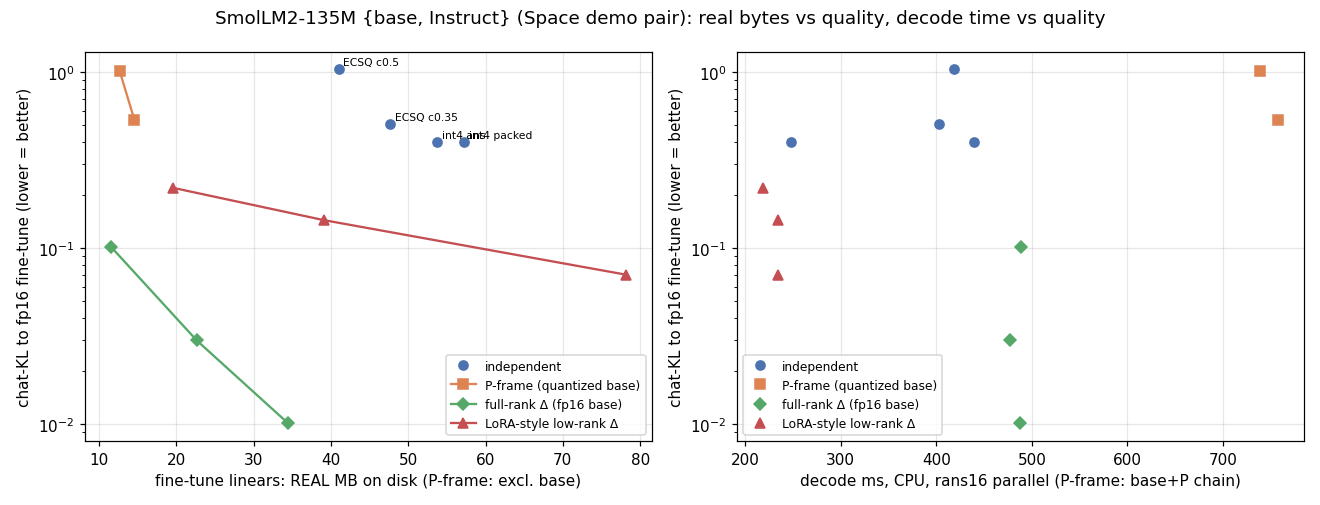 SmolLM2-135M {base, Instruct} (Space demo pair): real bytes vs quality, decode time vs quality
chat-KL to fp16 fine-tune (lower = better)
10⁰
10⁻¹
10⁻²
ECSQ c0.5
ECSQ c0.35
int4 ans
int4 packed
independent
P-frame (quantized base)
full-rank Δ (fp16 base)
LoRA-style low-rank Δ
10 20 30 40 50 60 70 80
fine-tune linears: REAL MB on disk (P-frame: excl. base)
chat-KL to fp16 fine-tune (lower = better)
10⁰
10⁻¹
10⁻²
independent
P-frame (quantized base)
full-rank Δ (fp16 base)
LoRA-style low-rank Δ
200 300 400 500 600 700
decode ms, CPU, rans16 parallel (P-frame: base+P chain)